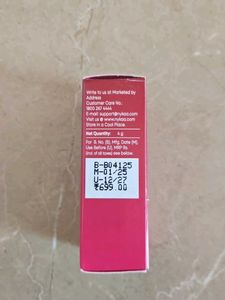 Write to us at Marketed by
Address
Customer Care No.:
1800 267 4444
E-mail: support@nykaa.com
Visit us @ www.nykaa.com
Store in a Cool Place.
Net Quantity: 4 g
For B. No. (B), Mfg. Date (M),
Use Before (U), MRP Rs.
(Incl. of all taxes) see below.
B-B04125
M-01/25
U-12/27
₹699.00